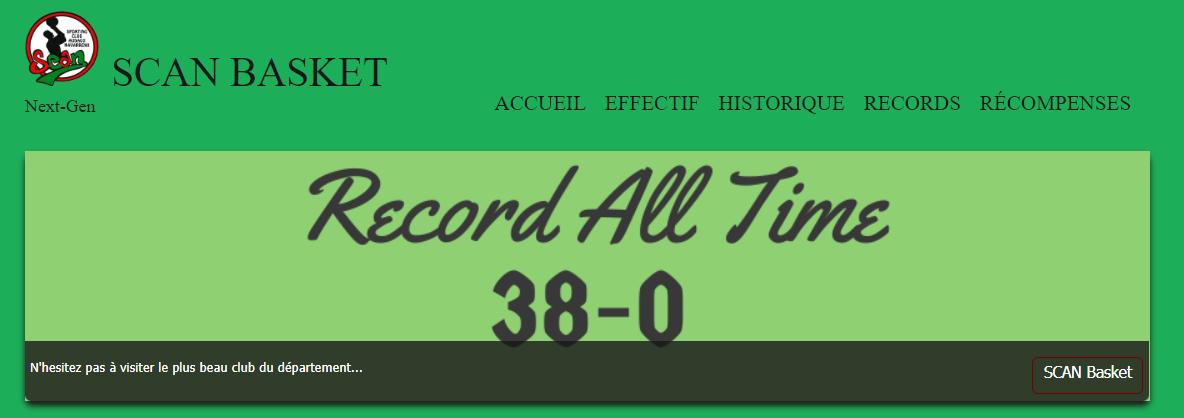 SPORTING
CLUB
AUDAUX
NAVARRENX
Scan
SCAN BASKET
Next-Gen
ACCUEIL EFFECTIF HISTORIQUE RECORDS RÉCOMPENSES
Record All Time
38-0
N'hesitez pas à visiter le plus beau club du département...
SCAN Basket